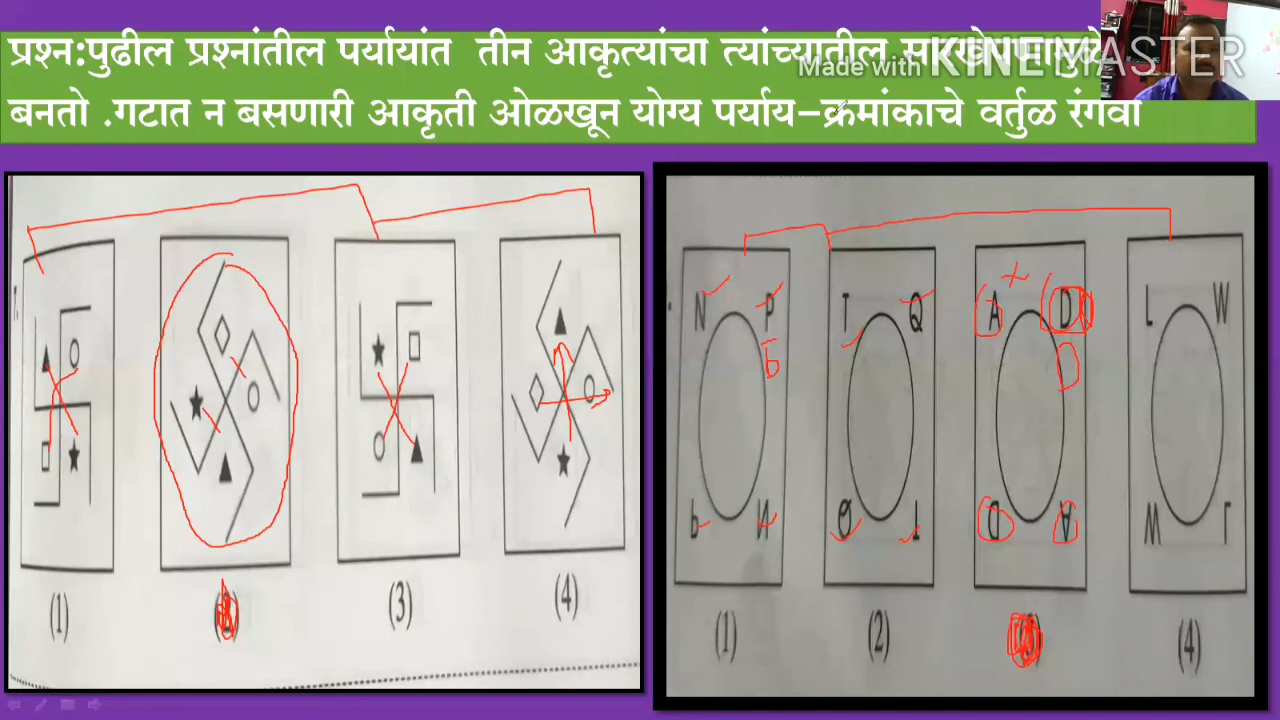 प्रश्न:पुढील प्रश्नांतील पर्यायांत तीन आकृत्यांचा त्यांच्यातील
Made with KINEMASTER
बनतो .गटात न बसणारी आकृती ओळखून योग्य पर्याय-क्रमांकाचे वर्तुळ रंगवा
N P T Q A D L W
b D
d N Q T D A W L
(1) (3) (4) (1) (2) (4)